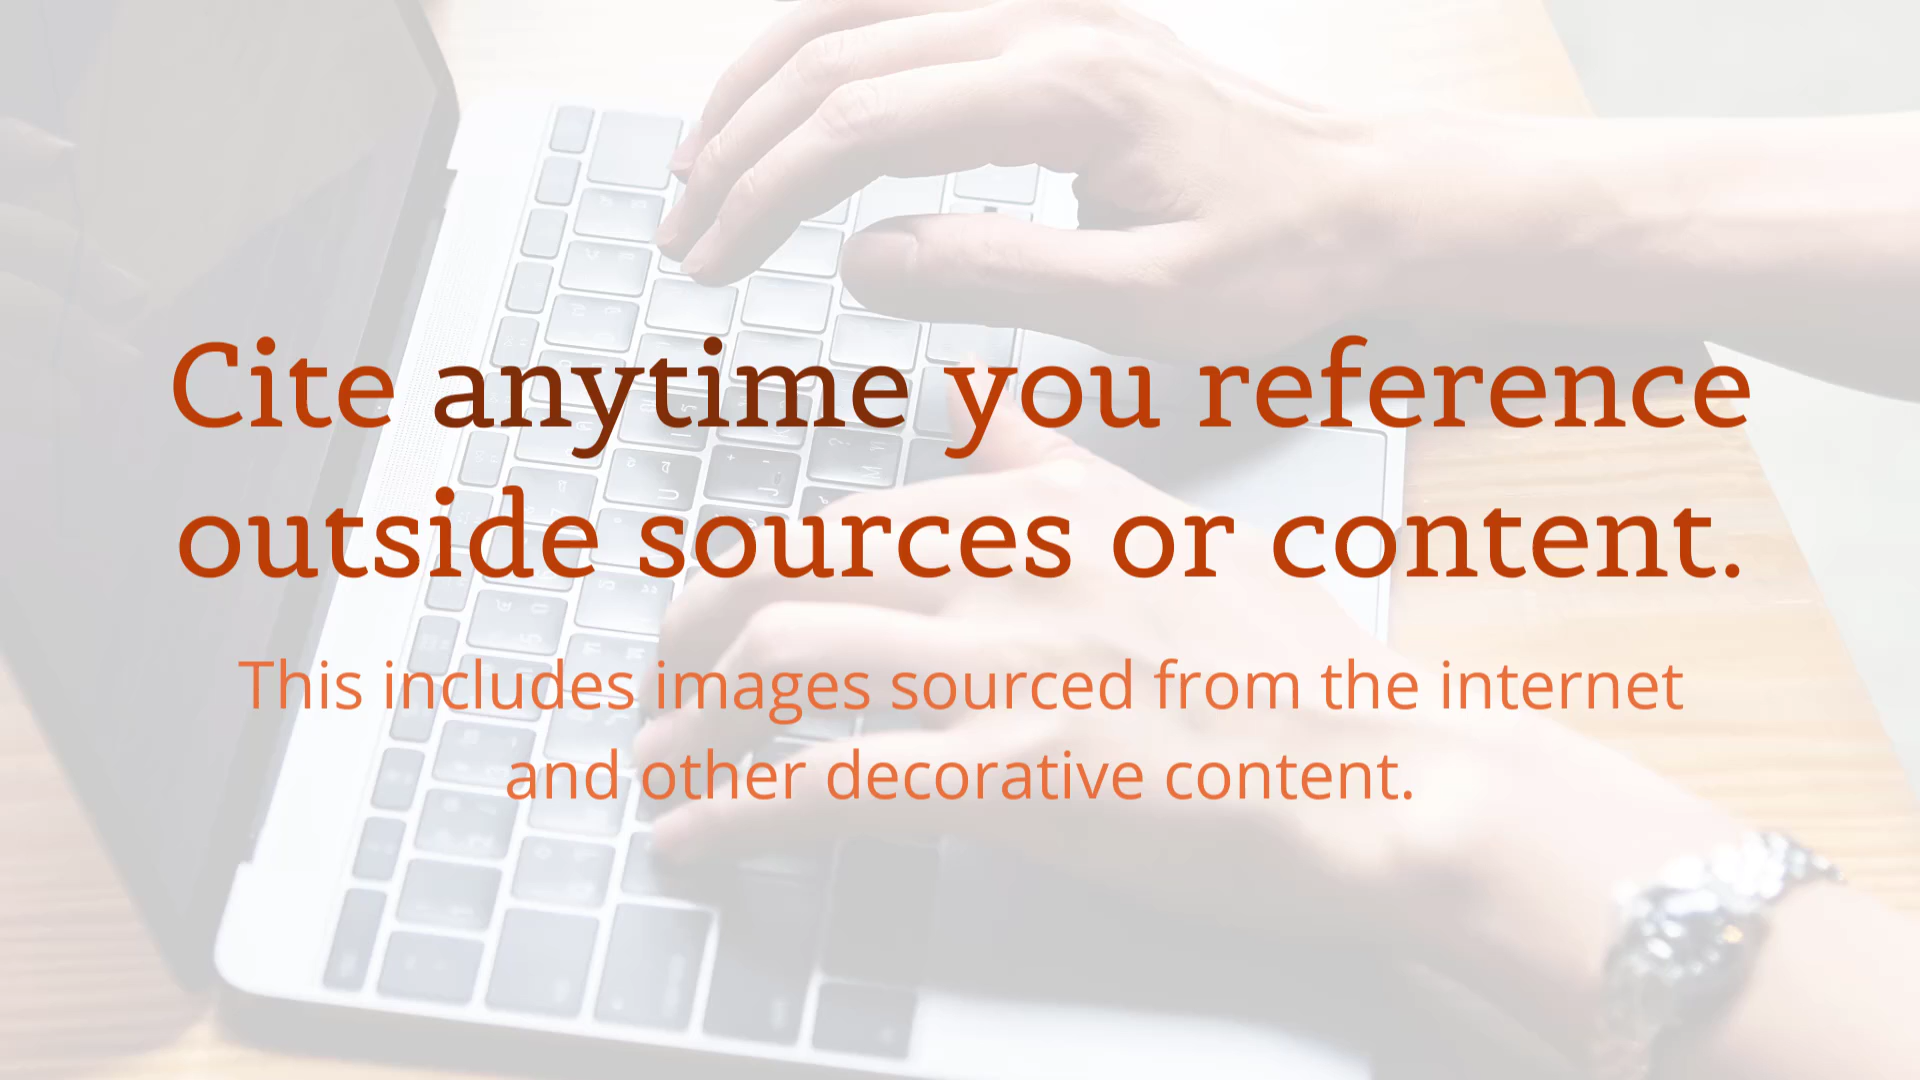 Cite anytime you reference
outside sources or content.
This includes images sourced from the internet
and other decorative content.